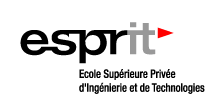 esprit
Ecole Supérieure Privée
d'Ingénierie et de Technologies